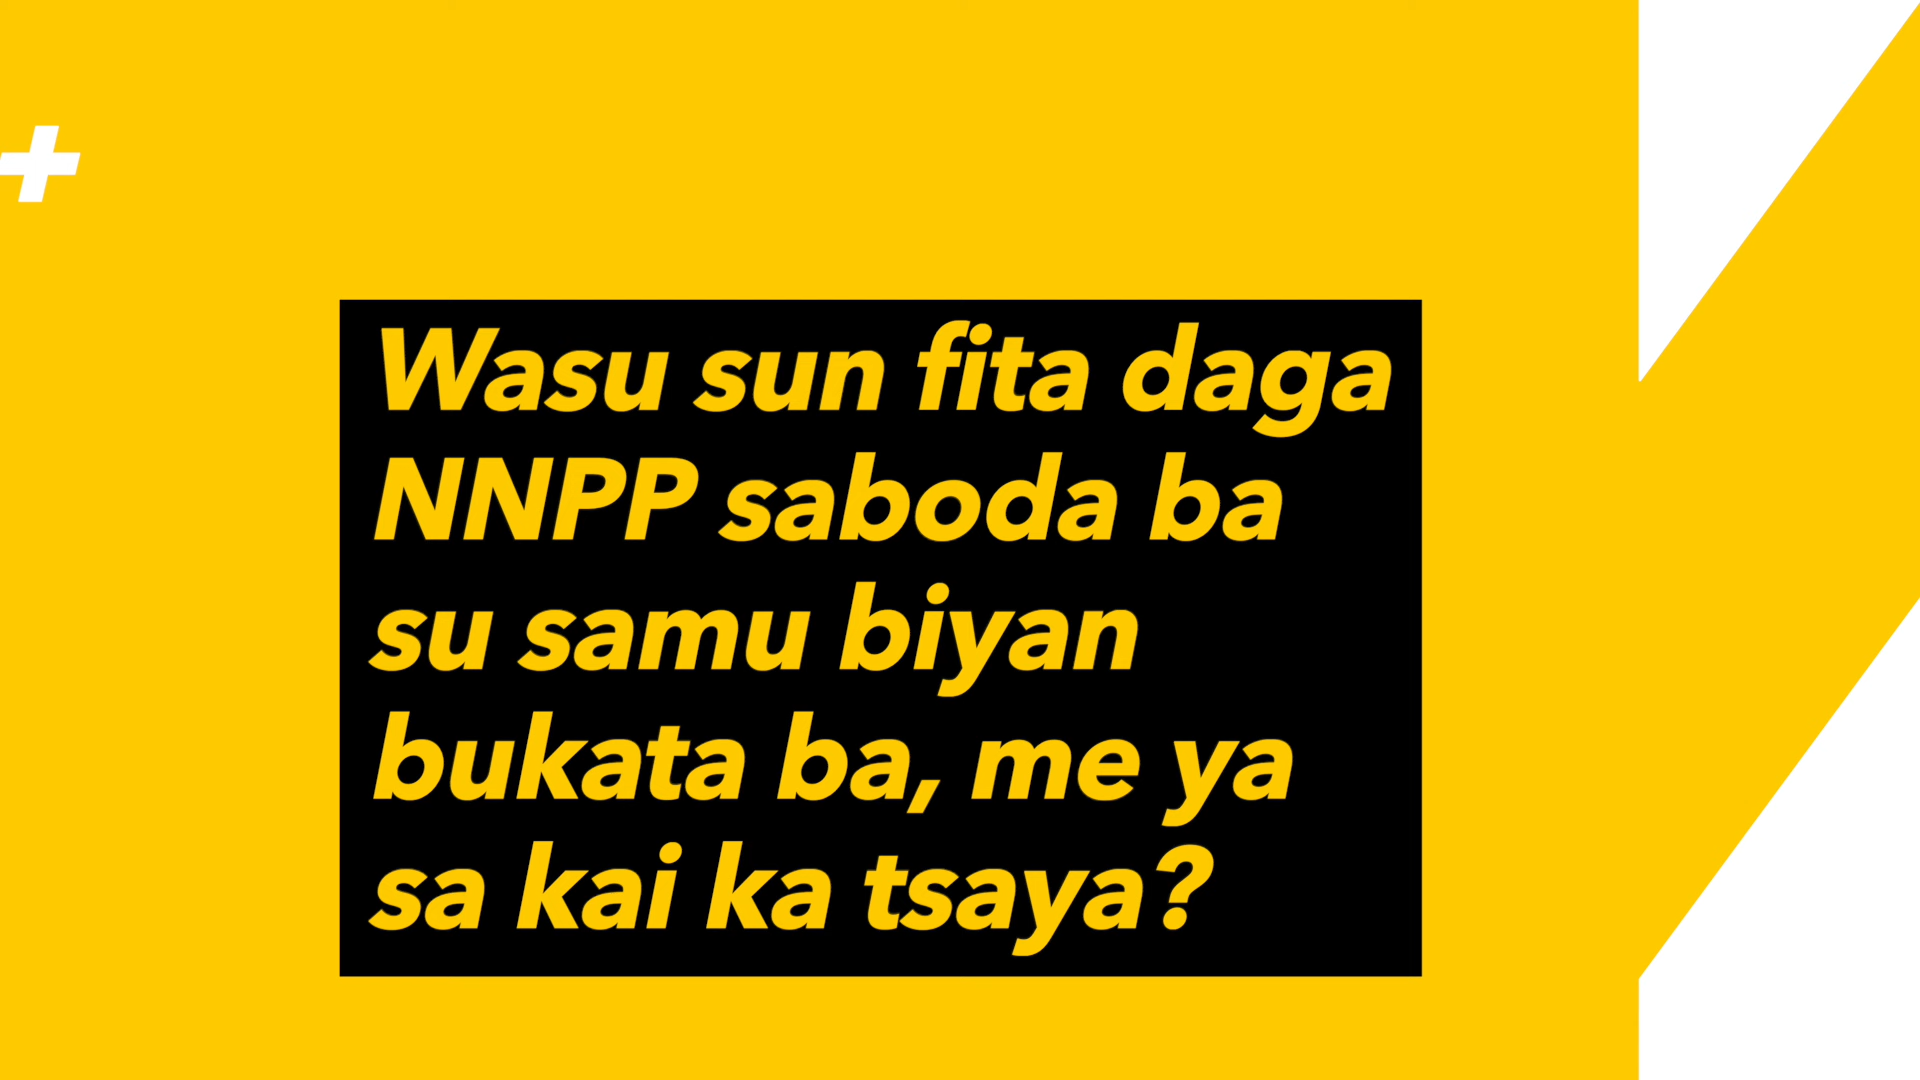 Wasu sun fita daga
NNPP saboda ba
su samu biyan
bukata ba, me ya
sa kai ka tsaya?